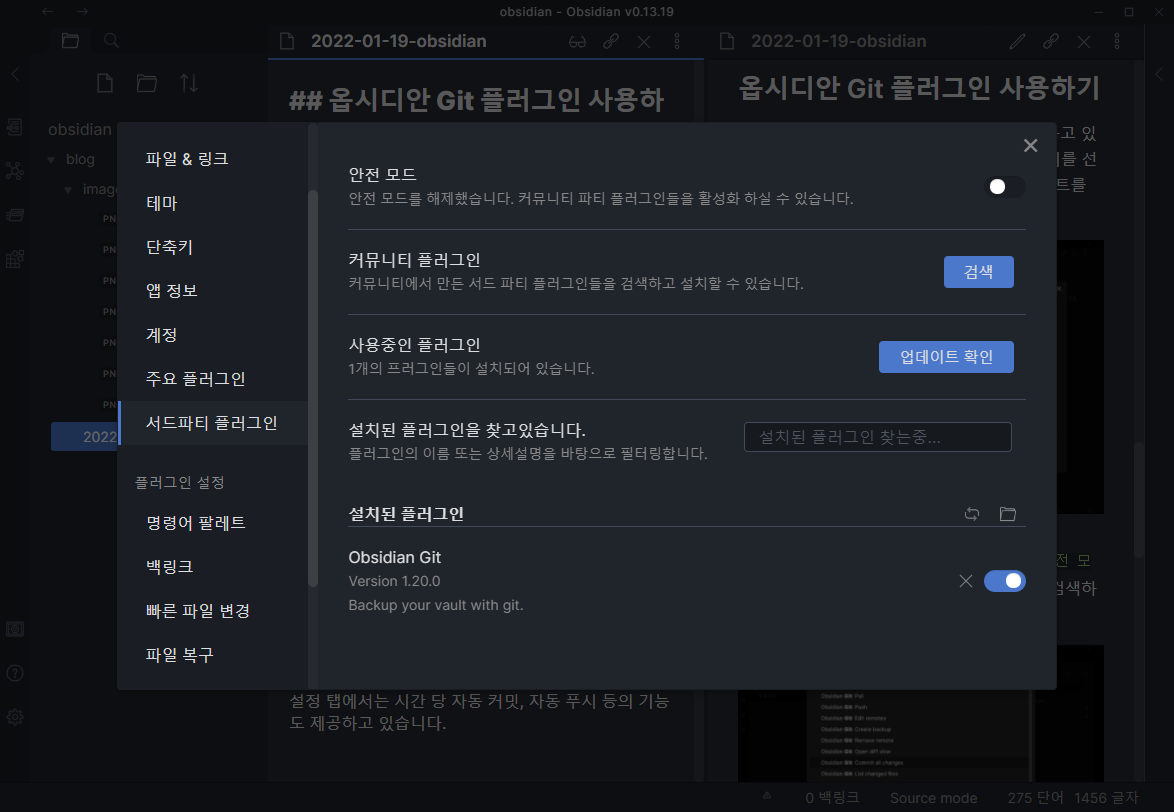 obsidian - Obsidian v0.13.19
2022-01-19-obsidian
2022-01-19-obsidian
## 옵시디안 Git 플러그인 사용하
옵시디안 Git 플러그인 사용하기
obsidian
blog
image
PN
PN
PN
PN
PN
PN
PN
2022
파일 & 링크
테마
단축키
앱 정보
계정
주요 플러그인
서드파티 플러그인
플러그인 설정
명령어 팔레트
백링크
빠른 파일 변경
파일 복구
안전 모드
안전 모드를 해제했습니다. 커뮤니티 파티 플러그인들을 활성화 하실 수 있습니다.
커뮤니티 플러그인
커뮤니티에서 만든 서드 파티 플러그인들을 검색하고 설치할 수 있습니다.
검색
사용중인 플러그인
1개의 프러그인들이 설치되어 있습니다.
업데이트 확인
설치된 플러그인을 찾고있습니다.
플러그인의 이름 또는 상세설명을 바탕으로 필터링합니다.
설치된 플러그인 찾는중...
설치된 플러그인
Obsidian Git
Version 1.20.0
Backup your vault with git.
고 있
를 선
트를
전 모
검색하
설정 탭에서는 시간 당 자동 커밋, 자동 푸시 등의 기능
도 제공하고 있습니다.
Obsidian Git: Pull
Obsidian Git: Push
Obsidian Git: Edit remotes
Obsidian Git: Create backup
Obsidian Git: Remove remote
Obsidian Git: Open diff view
Obsidian Git: Commit all changes
Obsidian Git: List changed files
0 백링크
Source mode
275 단어
1456 글자